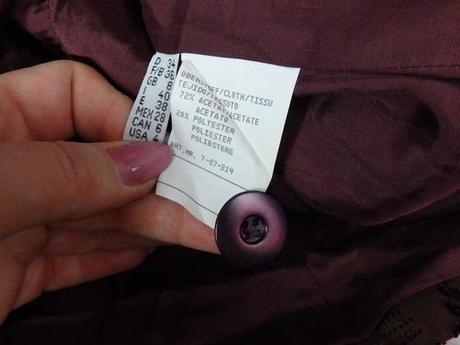 D 34
F/B 36
GB 8
I 40
E 38
MEX 28
CAN 6
USA 4
OBERSTOFF/CLOTH/TISSU
TEJIDO/TESSUTO
72% ACETAT/ACETATE
ACETATO
28% POLYESTER
POLIESTER
POLIESTERE
ART.NR. 7-07-314